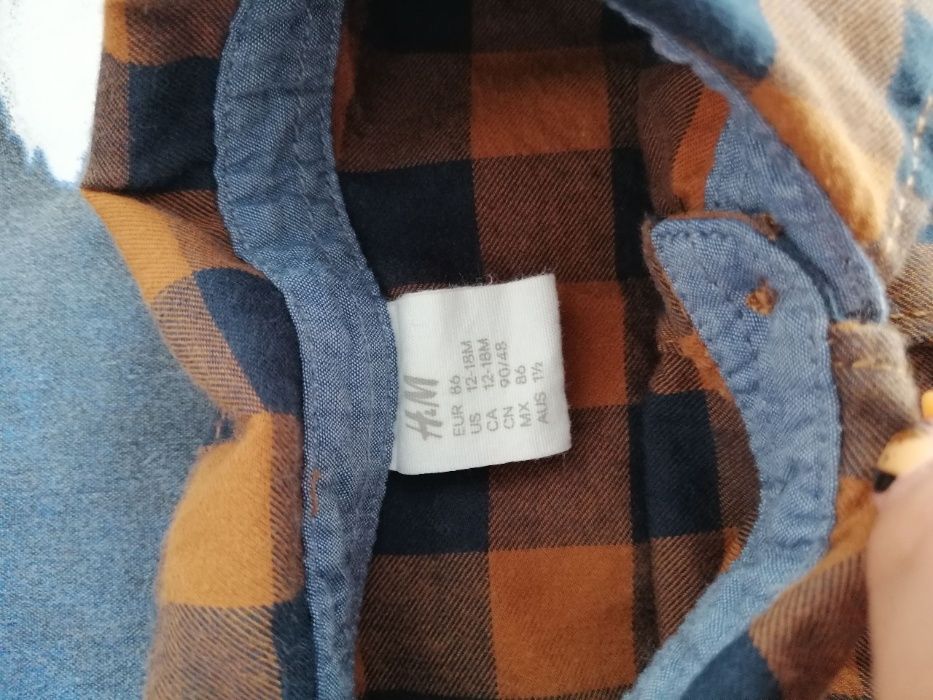 H&M
EUR 86
US 12-18M
CA 12-18M
CN 90/48
MX 86
AUS 1½